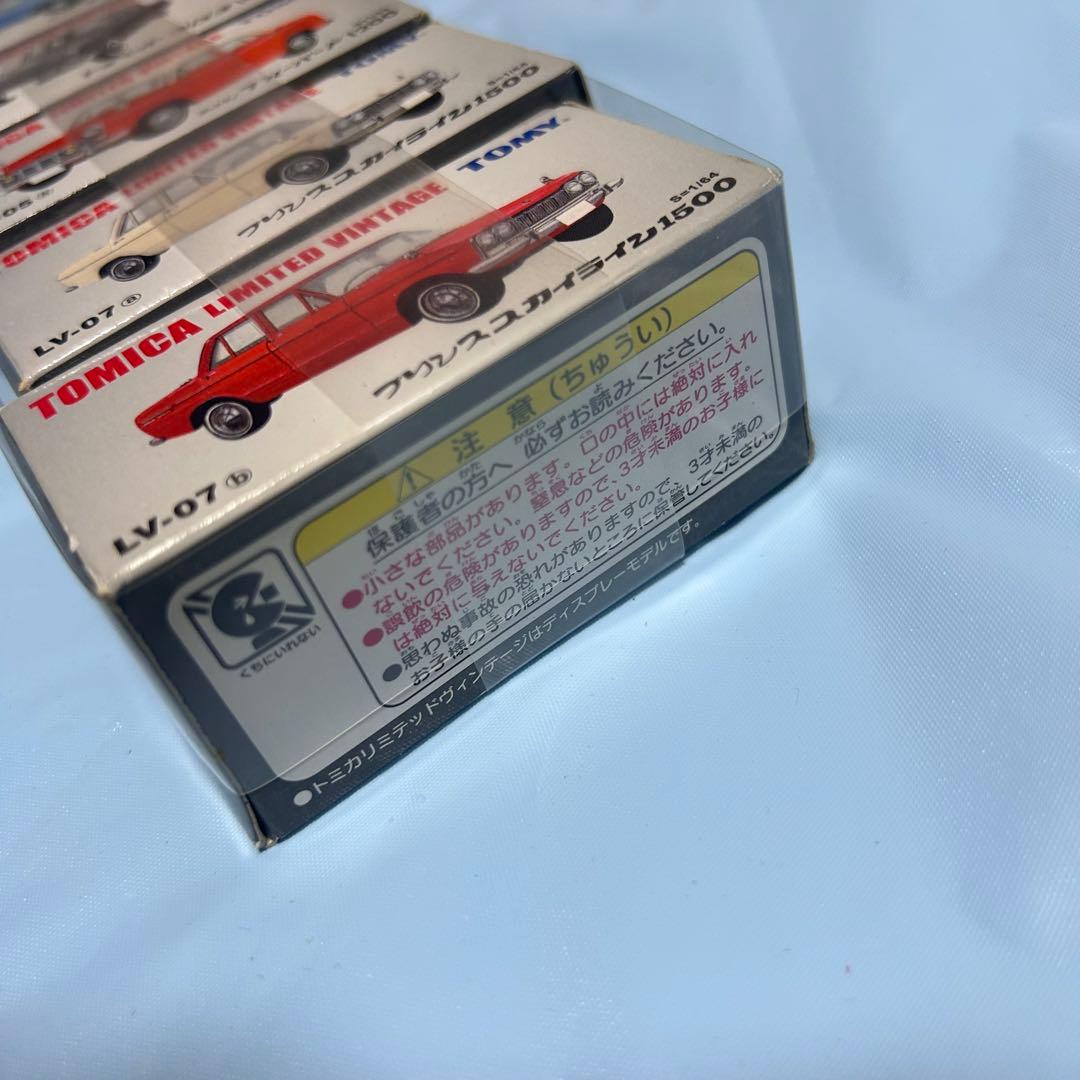 TOMY
S=1/64
LIMITED VINTAGE
プリンススカイライン1500
LV-07 a
TOMICA LIMITED VINTAGE
TOMY
S=1/64
プリンススカイライン1500
LV-07 b
注意(ちゅうい)
保護者の方へ 必ずお読みください。
●小さな部品があります。口の中には絶対に入れ
ないでください。窒息などの危険があります。
●誤飲の危険がありますので、3才未満のお子様に
は絶対に与えないでください。
●思わぬ事故の恐れがありますので、3才未満の
お子様の手の届かないところに保管してください。
くちにいれない
●トミカリミテッドヴィンテージはディスプレーモデルです。